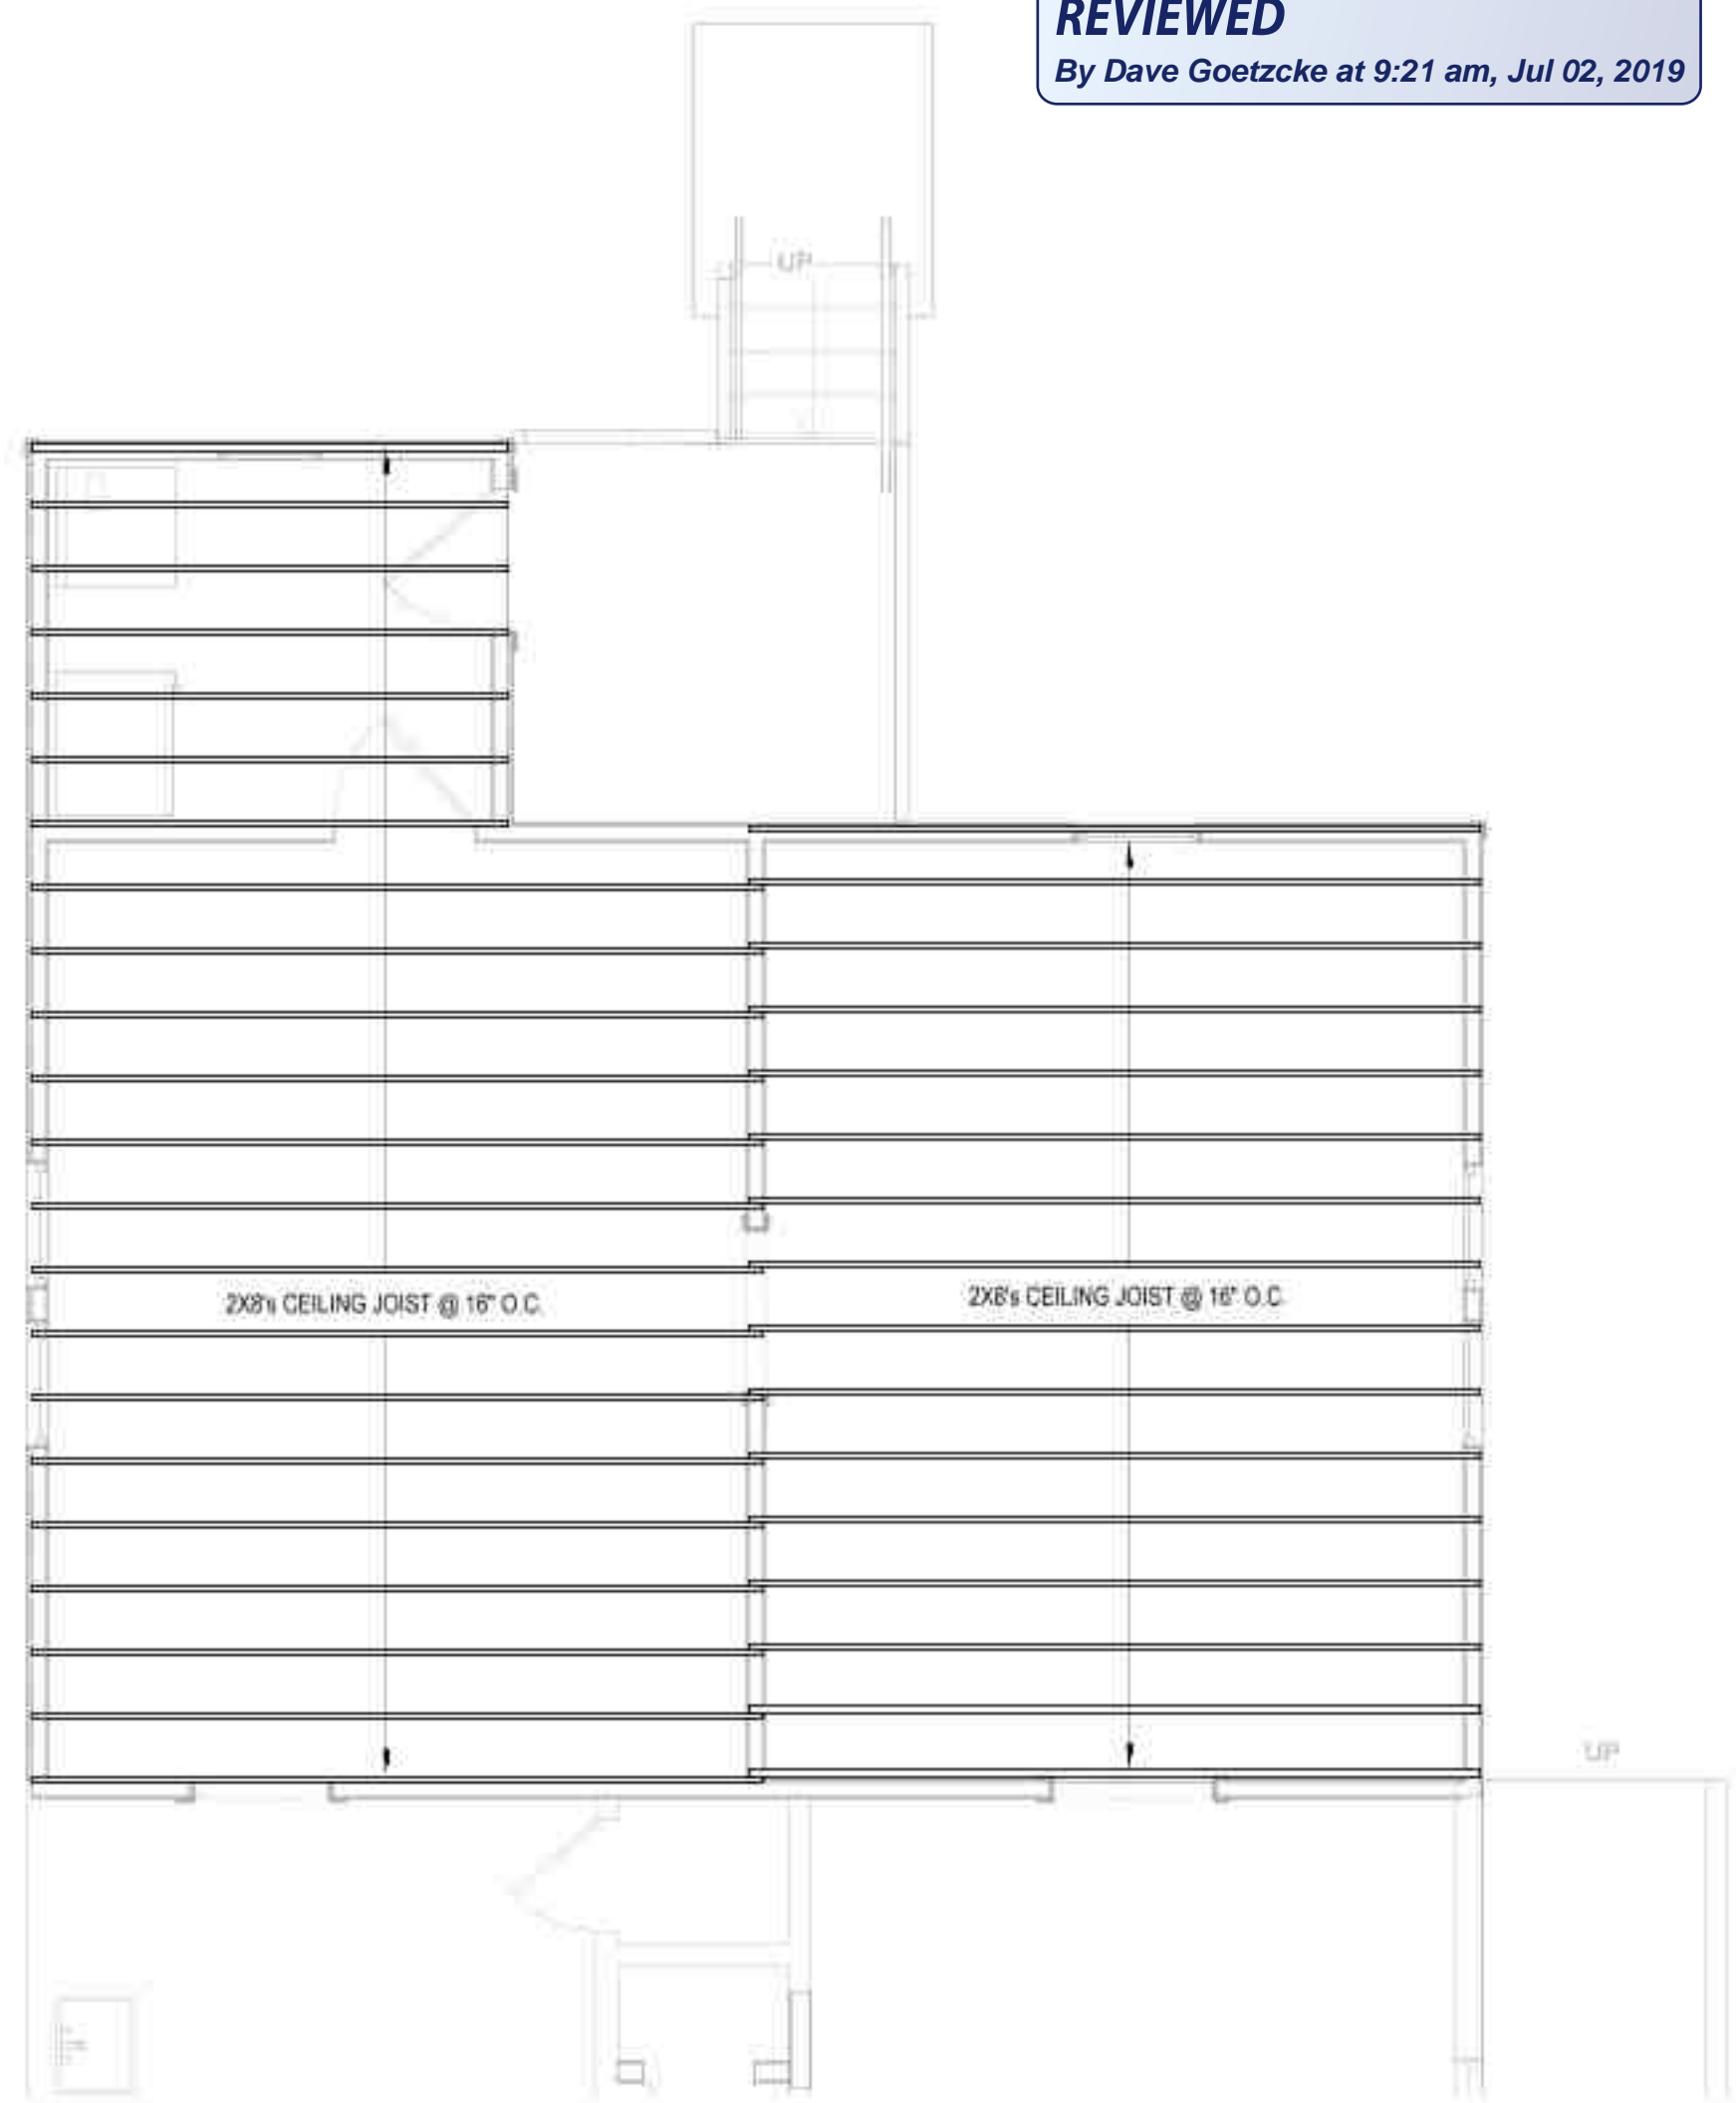 REVIEWED
By Dave Goetzcke at 9:21 am, Jul 02, 2019
UP
2X8's CEILING JOIST @ 16" O.C.
2X8's CEILING JOIST @ 16" O.C.
UP